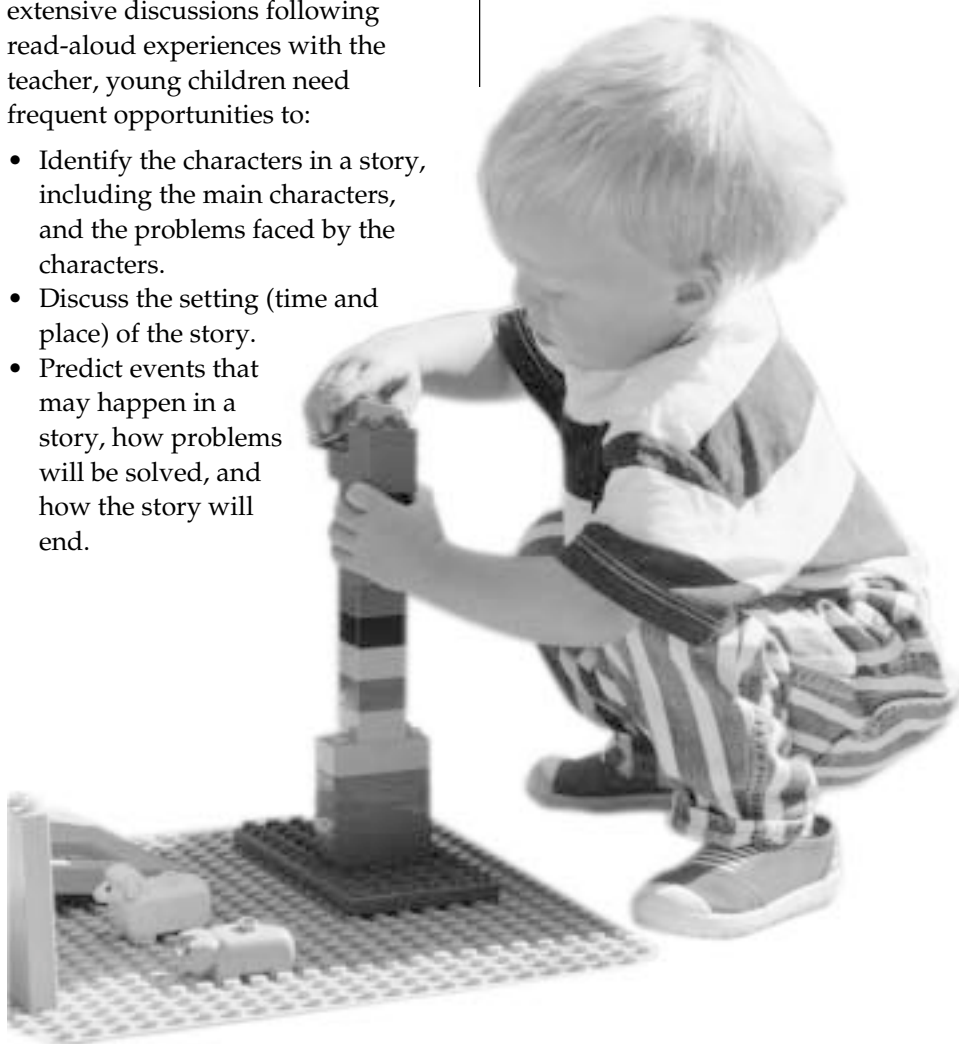 extensive discussions following
read-aloud experiences with the
teacher, young children need
frequent opportunities to:
• Identify the characters in a story,
including the main characters,
and the problems faced by the
characters.
• Discuss the setting (time and
place) of the story.
• Predict events that
may happen in a
story, how problems
will be solved, and
how the story will
end.